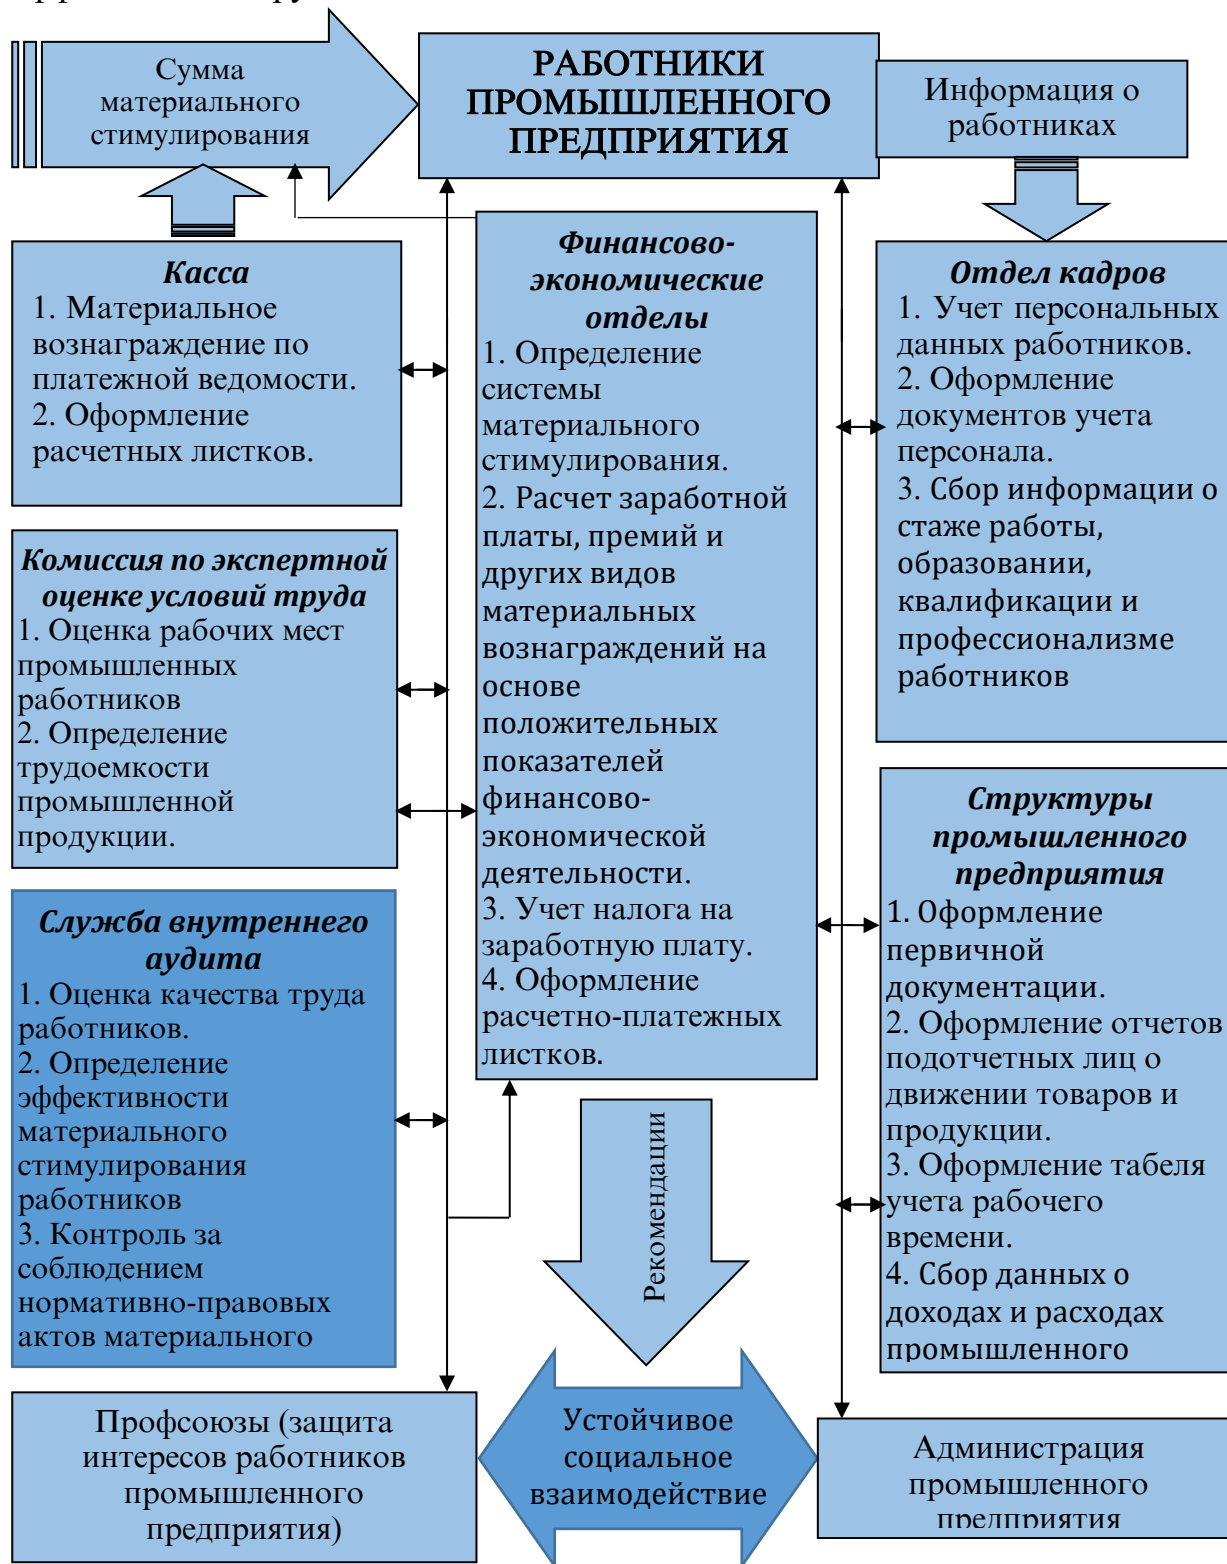 Сумма
материального
стимулирования
РАБОТНИКИ
ПРОМЫШЛЕННОГО
ПРЕДПРИЯТИЯ
Информация о
работниках
Касса
1. Материальное
вознаграждение по
платежной ведомости.
2. Оформление
расчетных листков.
Финансово-
экономические
отделы
1. Определение
системы
материального
стимулирования.
2. Расчет заработной
платы, премий и
других видов
материальных
вознаграждений на
основе
положительных
показателей
финансово-
экономической
деятельности.
3. Учет налога на
заработную плату.
4. Оформление
расчетно-платежных
листков.
Отдел кадров
1. Учет персональных
данных работников.
2. Оформление
документов учета
персонала.
3. Сбор информации о
стаже работы,
образовании,
квалификации и
профессионализме
работников
Комиссия по экспертной
оценке условий труда
1. Оценка рабочих мест
промышленных
работников
2. Определение
трудоемкости
промышленной
продукции.
Структуры
промышленного
предприятия
1. Оформление
первичной
документации.
2. Оформление отчетов
подотчетных лиц о
движении товаров и
продукции.
3. Оформление табеля
учета рабочего
времени.
4. Сбор данных о
доходах и расходах
промышленного
Служба внутреннего
аудита
1. Оценка качества труда
работников.
2. Определение
эффективности
материального
стимулирования
работников
3. Контроль за
соблюдением
нормативно-правовых
актов материального
Рекомендации
Профсоюзы (защита
интересов работников
промышленного
предприятия)
Устойчивое
социальное
взаимодействие
Администрация
промышленного
предприятия